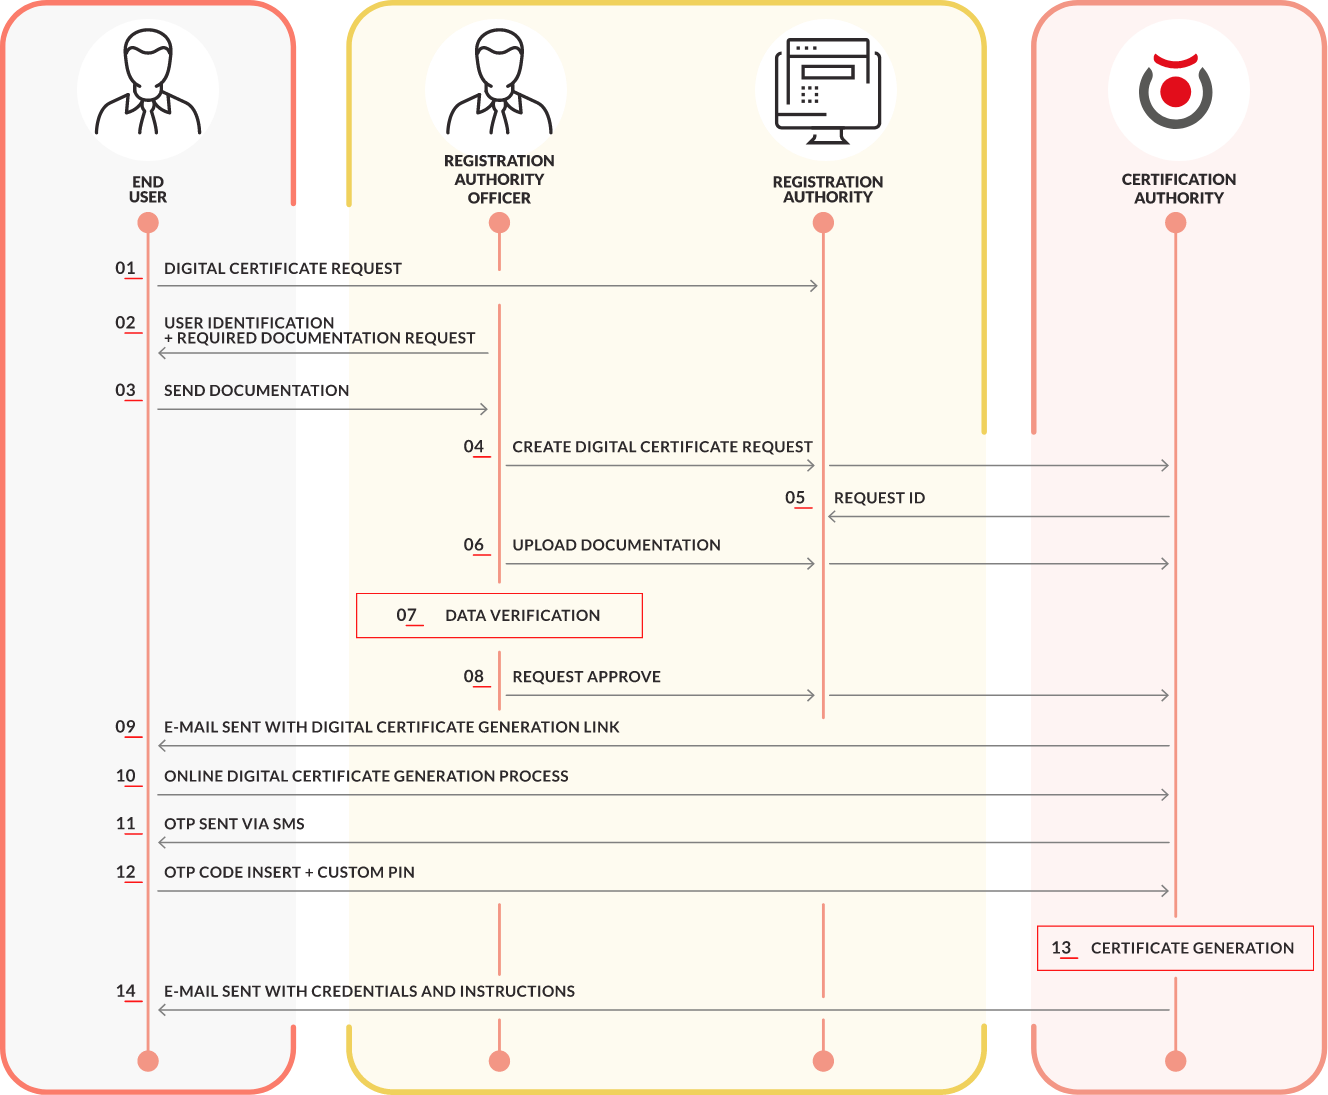 END
USER
REGISTRATION
AUTHORITY
OFFICER
REGISTRATION
AUTHORITY
CERTIFICATION
AUTHORITY
01 DIGITAL CERTIFICATE REQUEST
02 USER IDENTIFICATION
+ REQUIRED DOCUMENTATION REQUEST
03 SEND DOCUMENTATION
04 CREATE DIGITAL CERTIFICATE REQUEST
05 REQUEST ID
06 UPLOAD DOCUMENTATION
07 DATA VERIFICATION
08 REQUEST APPROVE
09 E-MAIL SENT WITH DIGITAL CERTIFICATE GENERATION LINK
10 ONLINE DIGITAL CERTIFICATE GENERATION PROCESS
11 OTP SENT VIA SMS
12 OTP CODE INSERT + CUSTOM PIN
13 CERTIFICATE GENERATION
14 E-MAIL SENT WITH CREDENTIALS AND INSTRUCTIONS